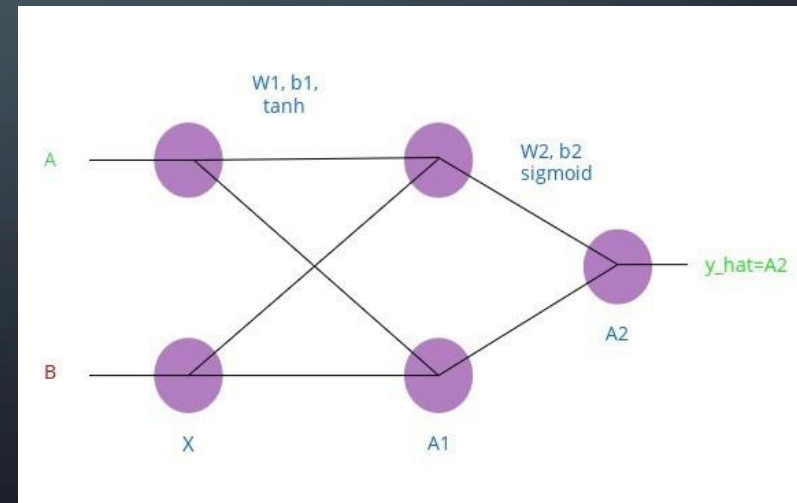 W1, b1,
tanh
A
W2, b2
sigmoid
y_hat=A2
A2
B
X
A1